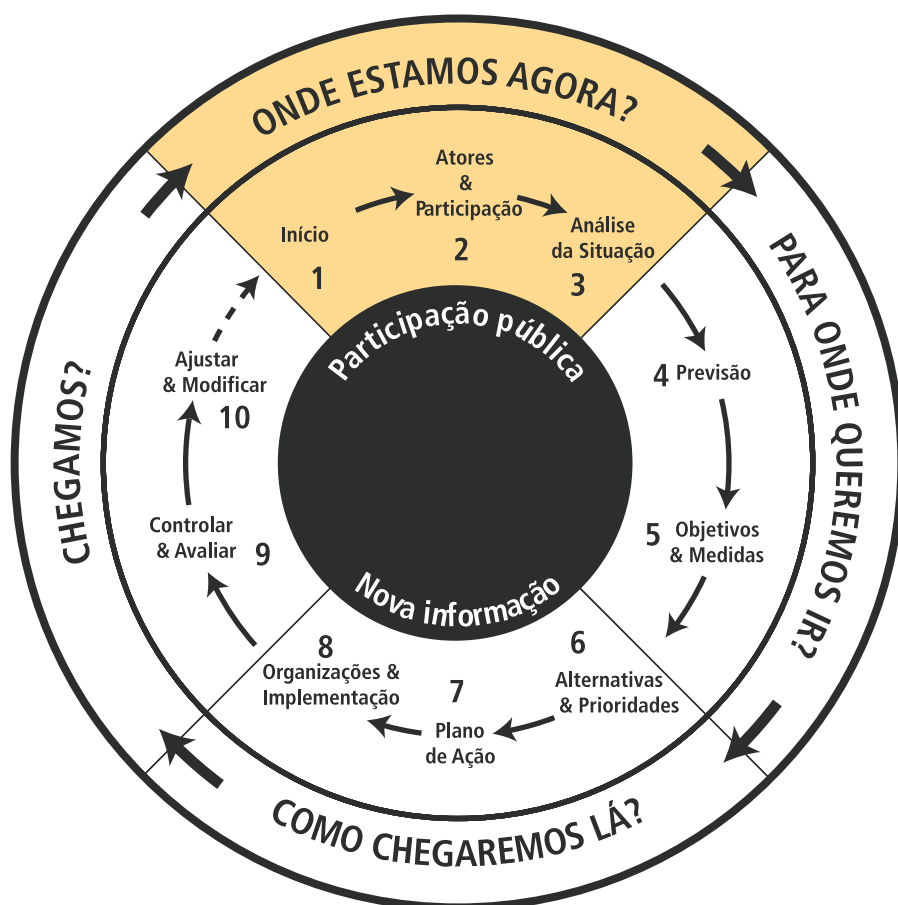 ONDE ESTAMOS AGORA?
Início
1
Atores
&
Participação
2
Análise
da Situação
3
PARA ONDE QUEREMOS IR?
4 Previsão
5 Objetivos
& Medidas
6
Alternativas
& Prioridades
COMO CHEGAREMOS LÁ?
7
Plano
de Ação
8
Organizações &
Implementação
CHEGAMOS?
Controlar
& Avaliar 9
Ajustar
& Modificar
10
Participação pública
Nova informação